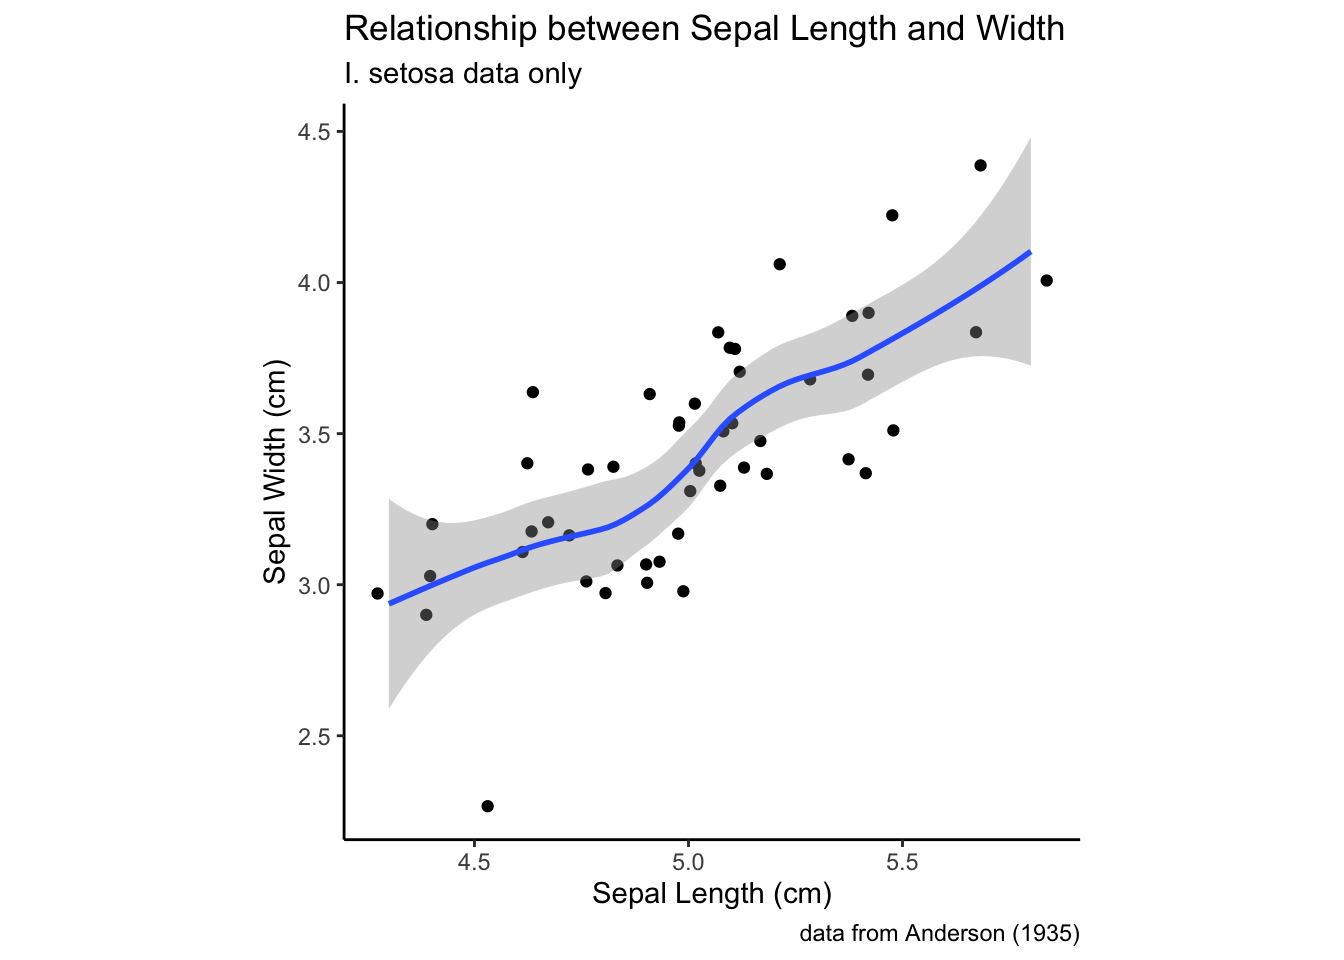 Relationship between Sepal Length and Width
I. setosa data only
4.5
4.0
3.5
3.0
2.5
Sepal Width (cm)
4.5 5.0 5.5
Sepal Length (cm)
data from Anderson (1935)